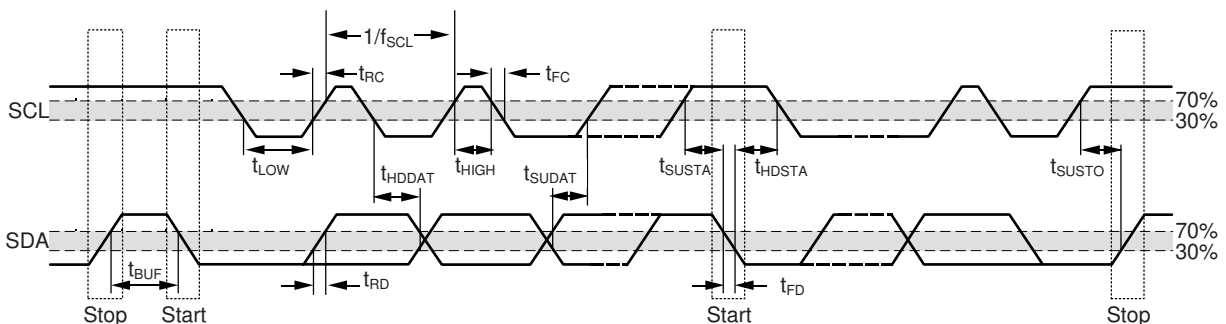 1/fSCL
tRC
tFC
SCL
70%
30%
tLOW
tHIGH
tHDDAT
tSUDAT
tSUSTA
tHDSTA
tSUSTO
SDA
70%
30%
tBUF
tRD
tFD
Stop
Start
Start
Stop